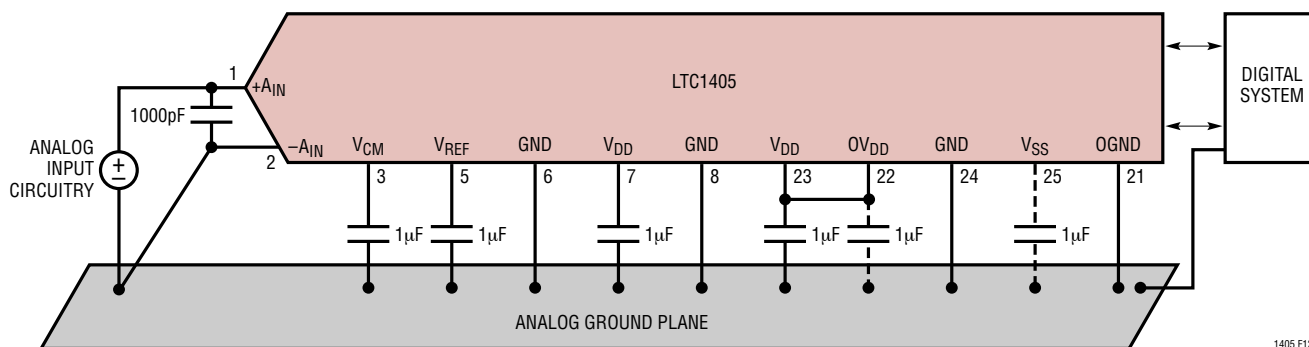 LTC1405
DIGITAL
SYSTEM
1
+AIN
1000pF
ANALOG
INPUT
CIRCUITRY
+
−
2
−AIN
VCM
VREF
GND
VDD
GND
VDD
OVDD
GND
VSS
OGND
3
5
6
7
8
23
22
24
25
21
1µF
1µF
1µF
1µF
1µF
1µF
ANALOG GROUND PLANE